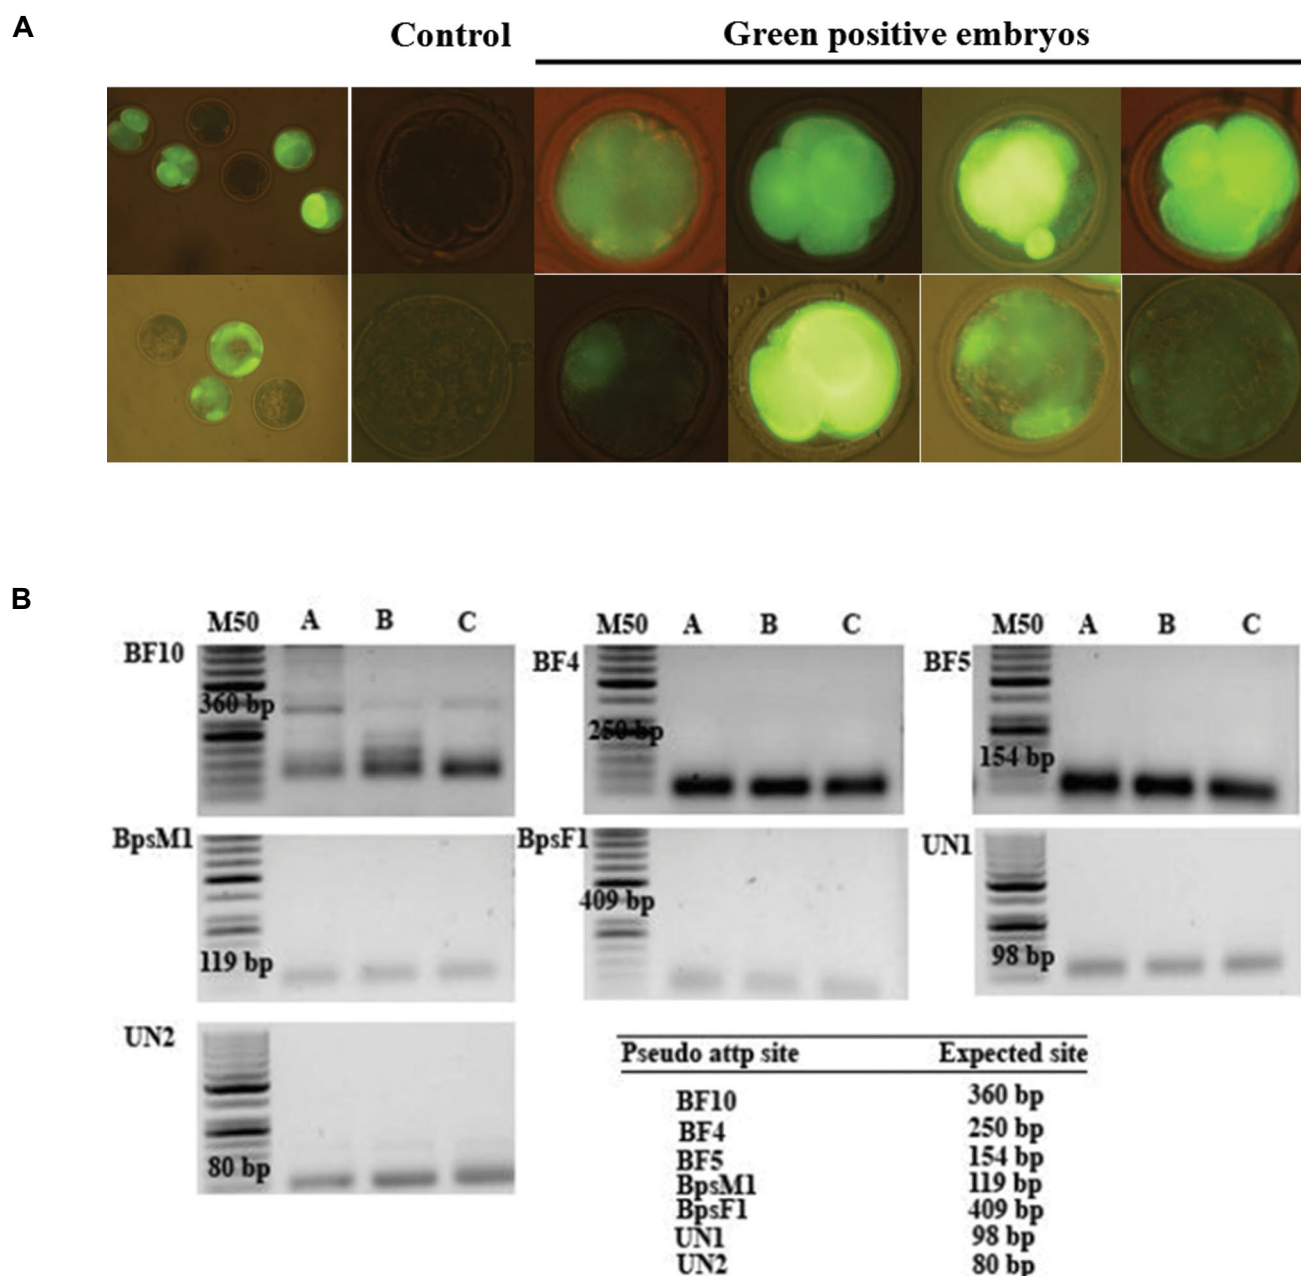 A
Control
Green positive embryos
B
M50 A B C
BF10
360 bp
M50 A B C
BF4
250 bp
M50 A B C
BF5
154 bp
BpsM1
119 bp
BpsF1
409 bp
UN1
98 bp
UN2
80 bp
Pseudo attp site Expected site
BF10 360 bp
BF4 250 bp
BF5 154 bp
BpsM1 119 bp
BpsF1 409 bp
UN1 98 bp
UN2 80 bp